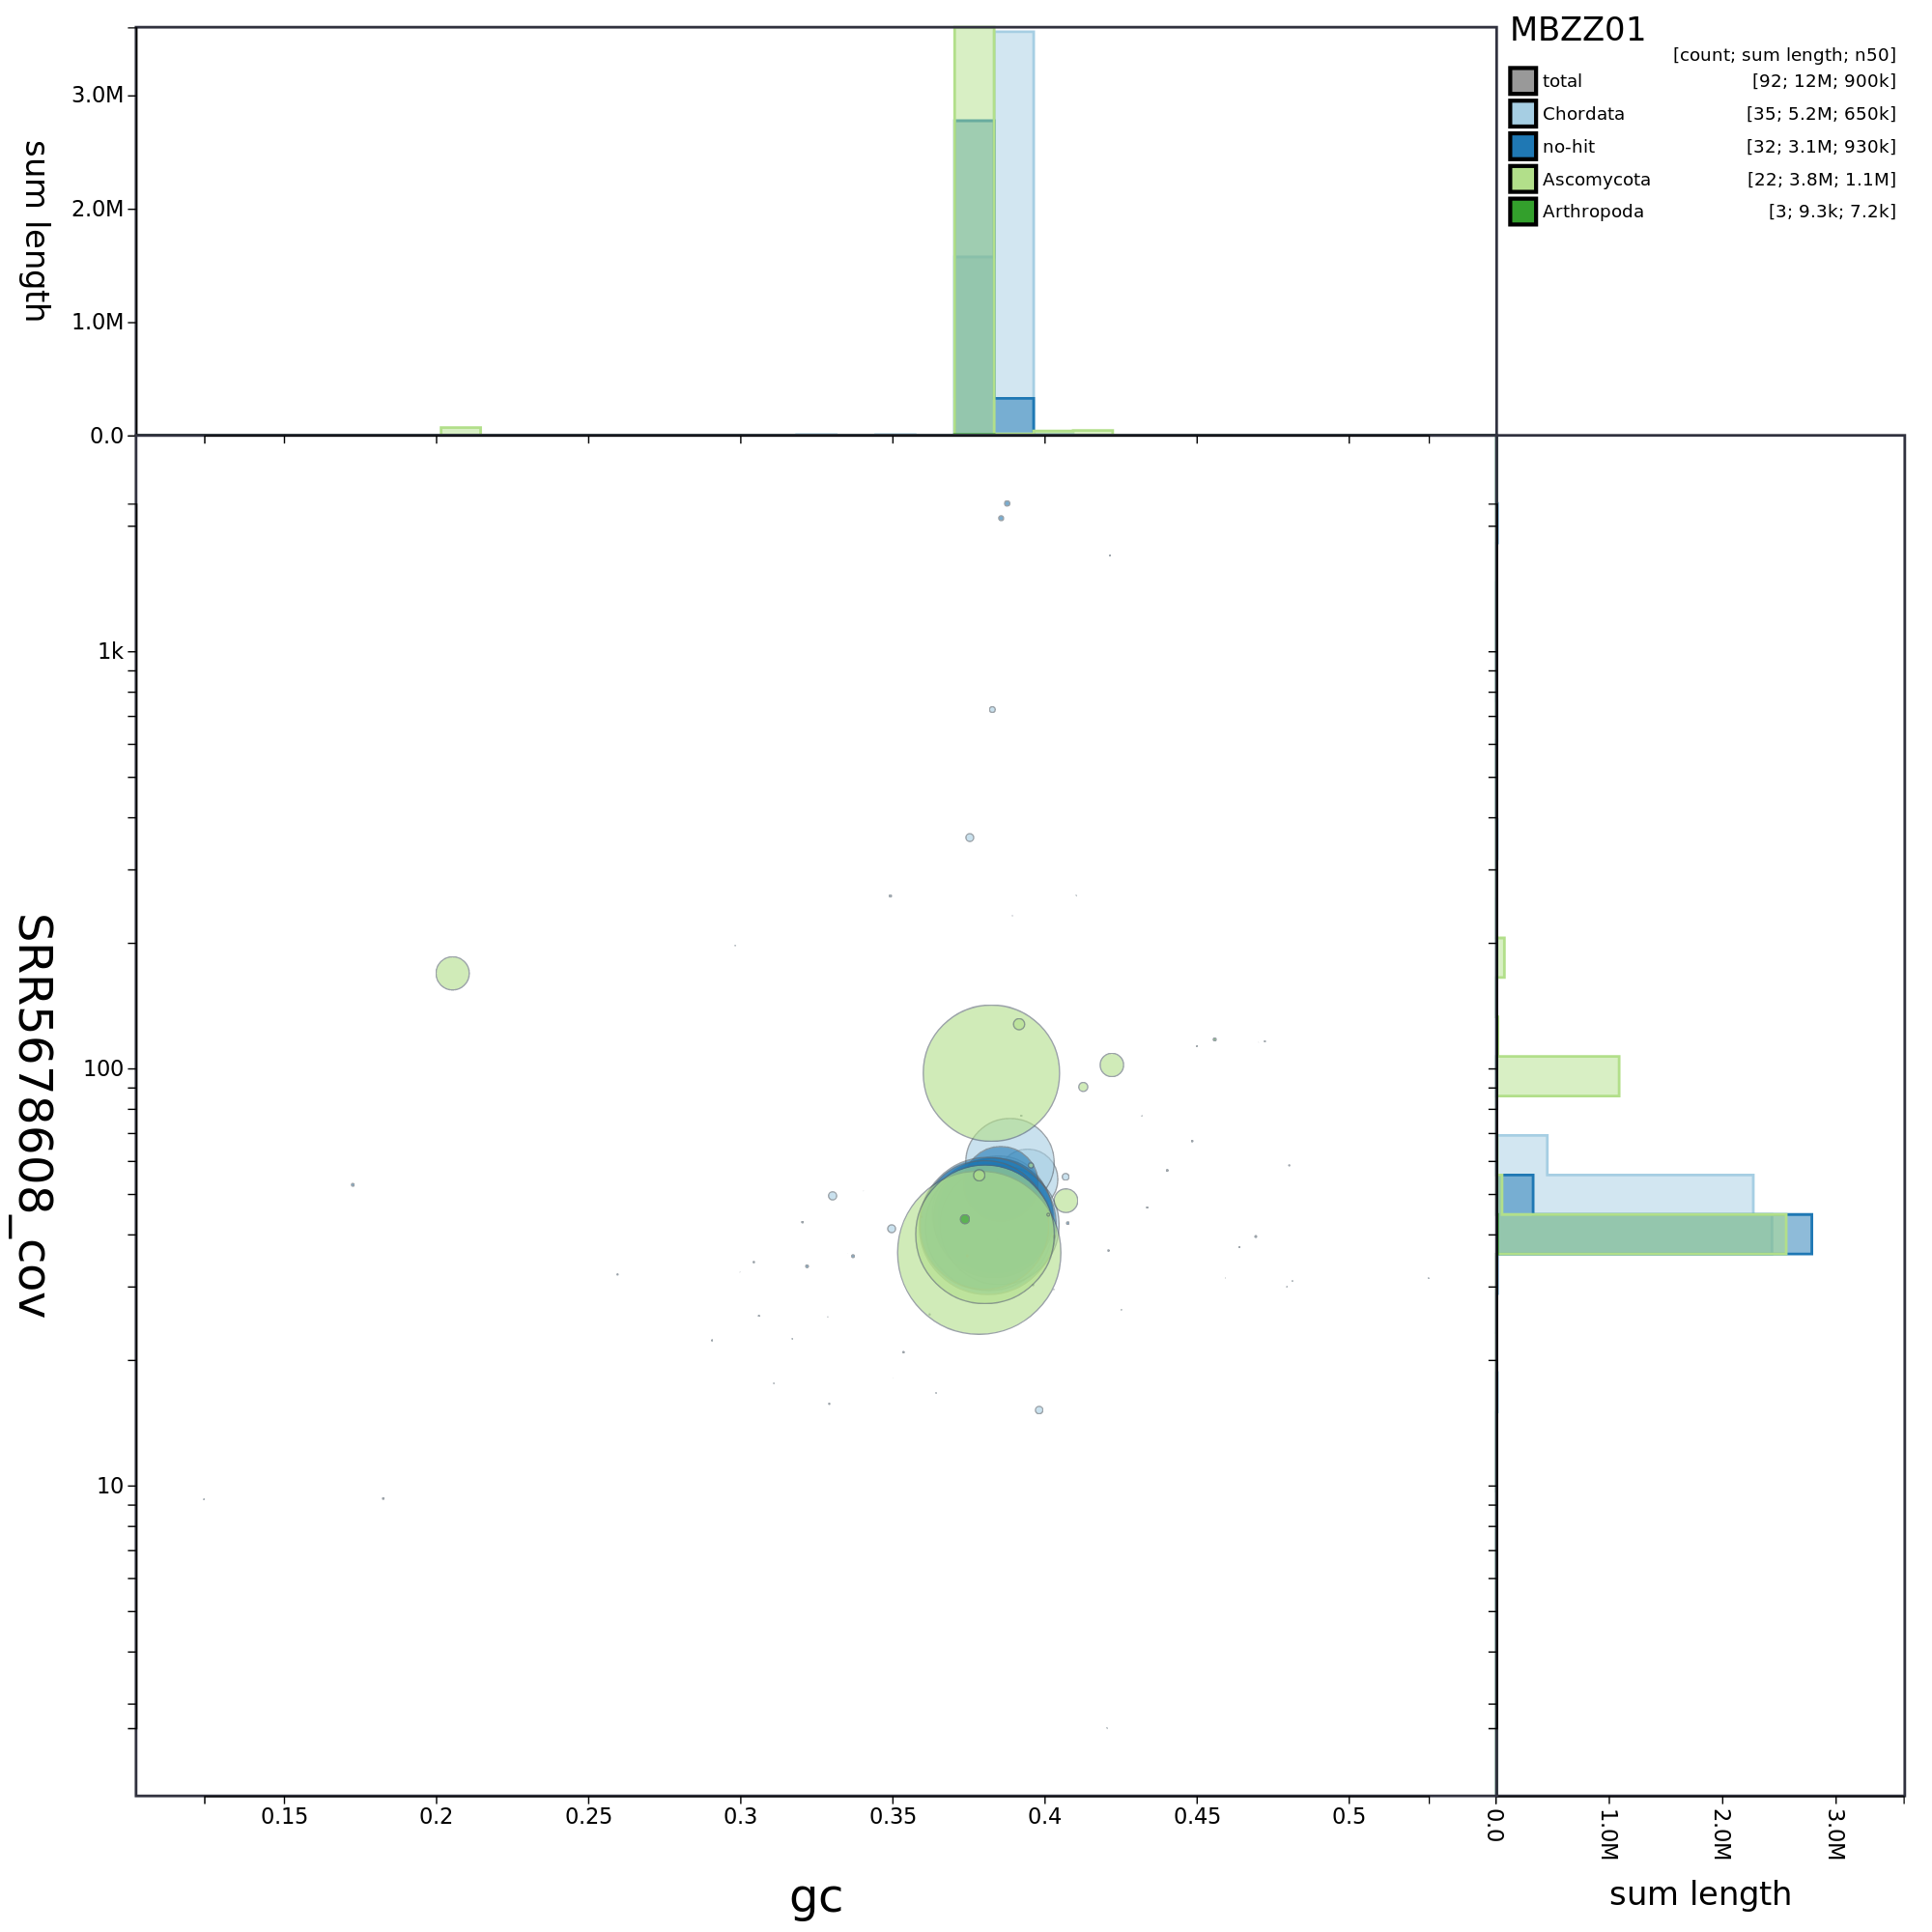 MBZZ01
[count; sum length; n50]
total [92; 12M; 900k]
Chordata [35; 5.2M; 650k]
no-hit [32; 3.1M; 930k]
Ascomycota [22; 3.8M; 1.1M]
Arthropoda [3; 9.3k; 7.2k]
sum length
3.0M
2.0M
1.0M
0.0
SRR5678608_cov
1k
100
10
0.15 0.2 0.25 0.3 0.35 0.4 0.45 0.5
gc
0.0 1.0M 2.0M 3.0M
sum length